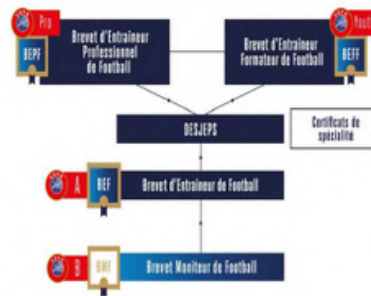 Pro
BEPF
Brevet d'Entraîneur
Professionnel
de Football
Brevet d'Entraîneur
Formateur de Football
Youth
BEFF
DESJEPS
Certificats de
spécialité
A
BEF
Brevet d'Entraîneur de Football
B
BMF
Brevet Moniteur de Football